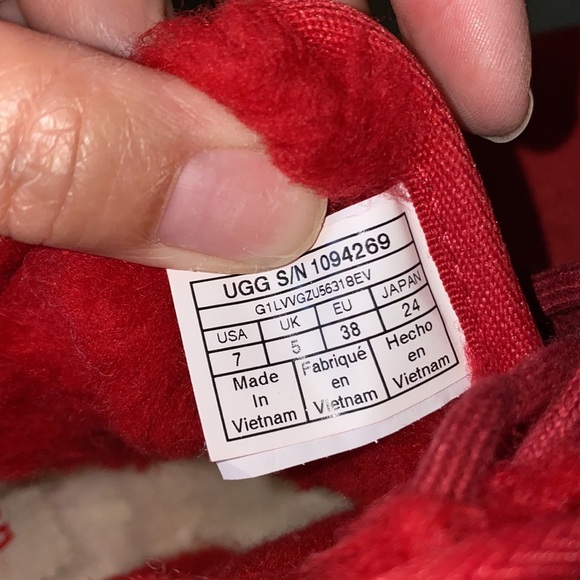 UGG S/N 1094269
G1LVVGZU5631BEV
USA UK EU JAPAN
7 5 38 24
Made In Vietnam
Fabriqué en Vietnam
Hecho en Vietnam